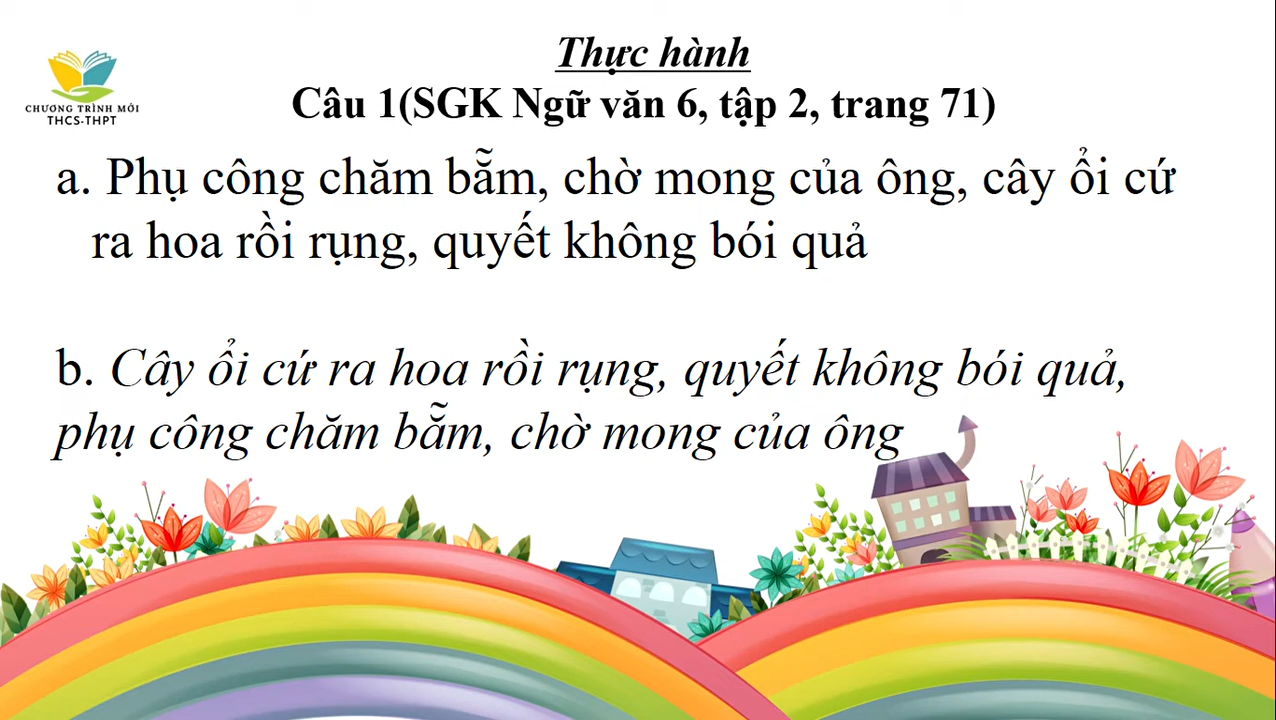 CHƯƠNG TRÌNH MỚI
THCS-THPT
Thực hành
Câu 1(SGK Ngữ văn 6, tập 2, trang 71)
a. Phụ công chăm bẵm, chờ mong của ông, cây ổi cứ
ra hoa rồi rụng, quyết không bói quả
b. Cây ổi cứ ra hoa rồi rụng, quyết không bói quả,
phụ công chăm bẵm, chờ mong của ông